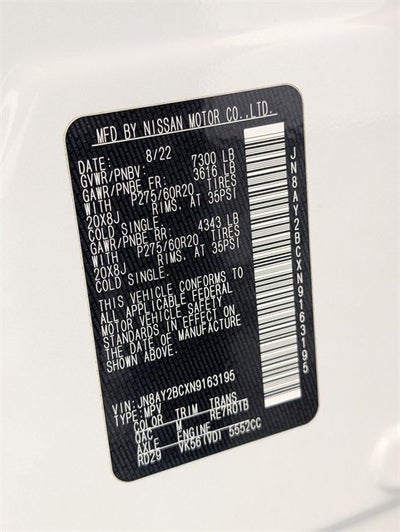 MFD BY NISSAN MOTOR CO.,LTD.
DATE: 8/22
GVWR/PNBV: 7300 LB
GAWR/PNBE FR: 3616 LB
WITH P275/60R20 TIRES
20X8J RIMS, AT 35PSI
COLD SINGLE.
GAWR/PNBE RR: 4343 LB
WITH P275/60R20 TIRES
20X8J RIMS, AT 35PSI
COLD SINGLE.
THIS VEHICLE CONFORMS TO
ALL APPLICABLE FEDERAL
MOTOR VEHICLE SAFETY
STANDARDS IN EFFECT ON
THE DATE OF MANUFACTURE
SHOWN ABOVE.
VIN:JN8AY2BCXN9163195
TYPE:MPV
COLOR TRIM TRANS
QAC M RE7R01B
AXLE ENGINE
RD29 VK56(VD) 5552CC
JN8AY2BCXN9163195